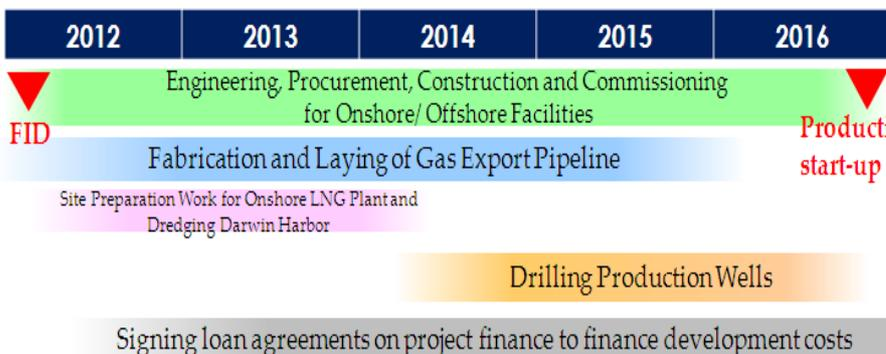 2012 2013 2014 2015 2016
Engineering, Procurement, Construction and Commissioning
for Onshore/ Offshore Facilities
FID
start-up
Fabrication and Laying of Gas Export Pipeline
Site Preparation Work for Onshore LNG Plant and
Dredging Darwin Harbor
Drilling Production Wells
Signing loan agreements on project finance to finance development costs